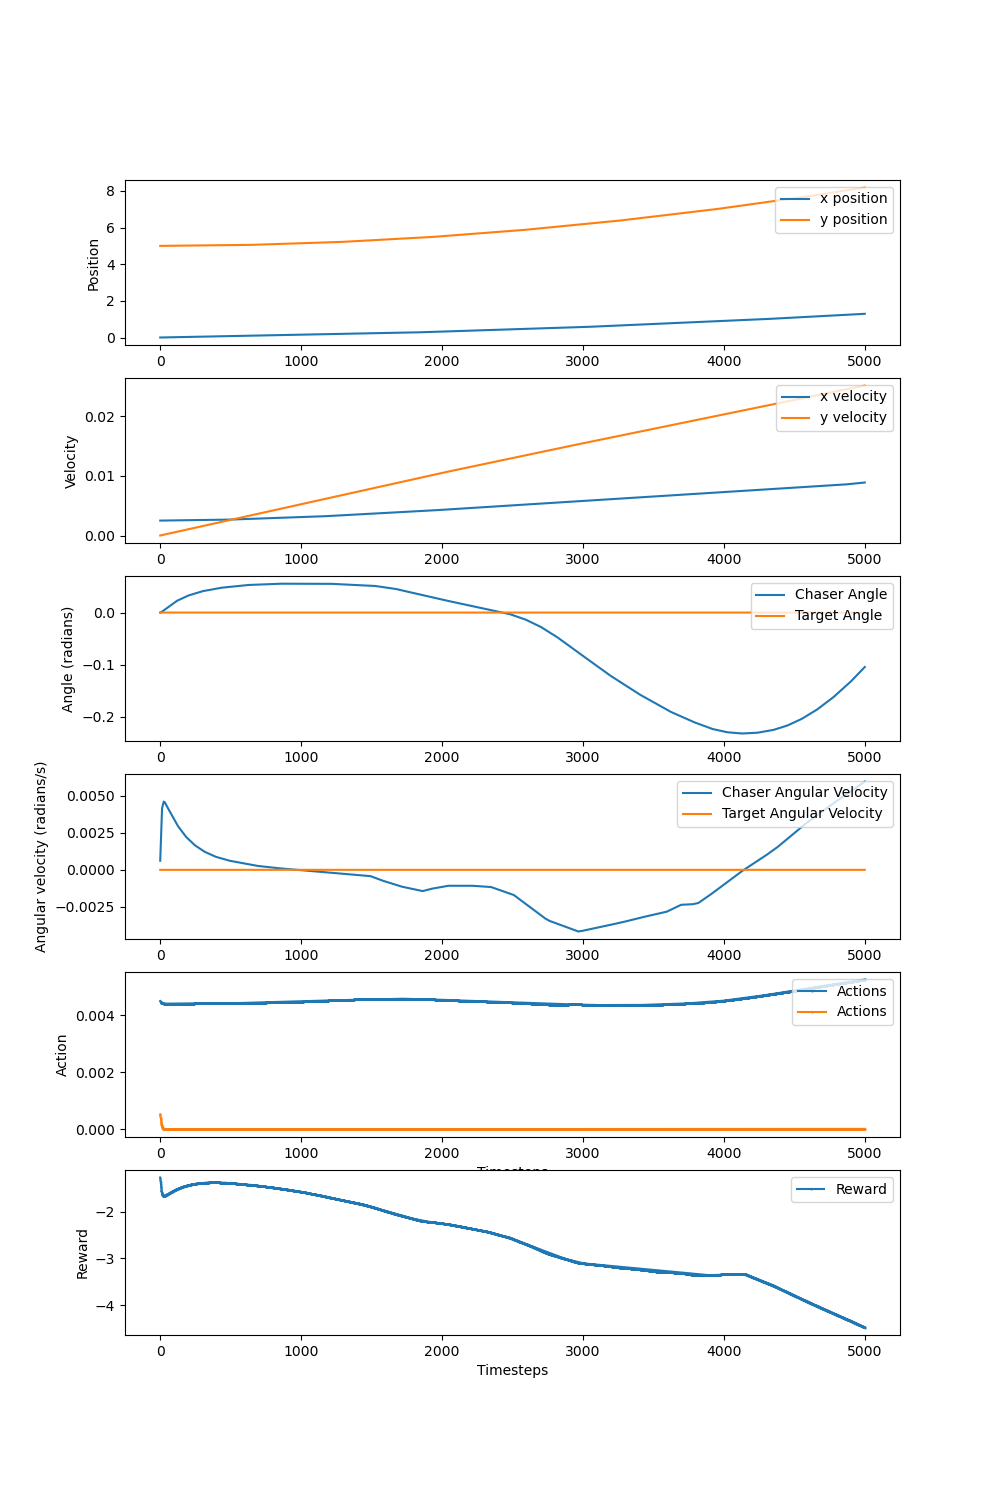 8
6
4
2
0
Position
x position
y position
0 1000 2000 3000 4000 5000
0.02
0.01
0.00
Velocity
x velocity
y velocity
0 1000 2000 3000 4000 5000
0.0
−0.1
−0.2
Angle (radians)
Chaser Angle
Target Angle
0 1000 2000 3000 4000 5000
0.0050
0.0025
0.0000
−0.0025
Angular velocity (radians/s)
Chaser Angular Velocity
Target Angular Velocity
0 1000 2000 3000 4000 5000
0.004
0.002
0.000
Action
Actions
Actions
0 1000 2000 3000 4000 5000
Timesteps
−2
−3
−4
Reward
Reward
0 1000 2000 3000 4000 5000
Timesteps